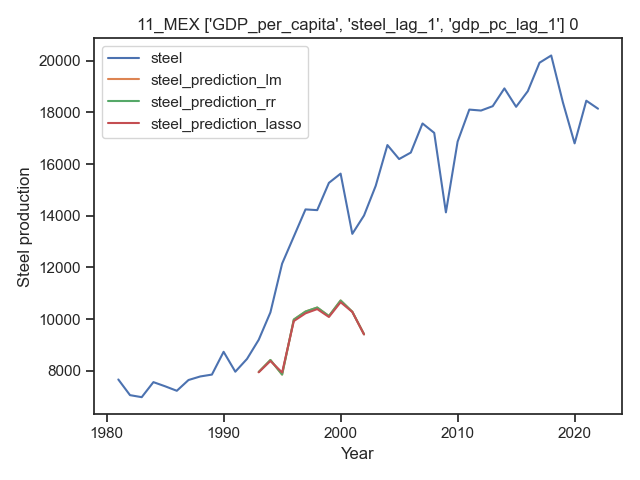 11_MEX ['GDP_per_capita', 'steel_lag_1', 'gdp_pc_lag_1'] 0
steel
steel_prediction_lm
steel_prediction_rr
steel_prediction_lasso
Steel production
20000
18000
16000
14000
12000
10000
8000
1980
1990
2000
2010
2020
Year